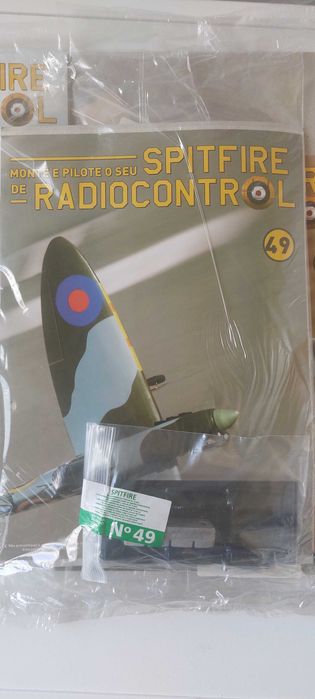 IRE
OL
MONTE E PILOTE O SEU SPITFIRE
DE RADIOCONTROL
49
SPITFIRE
Nº 49